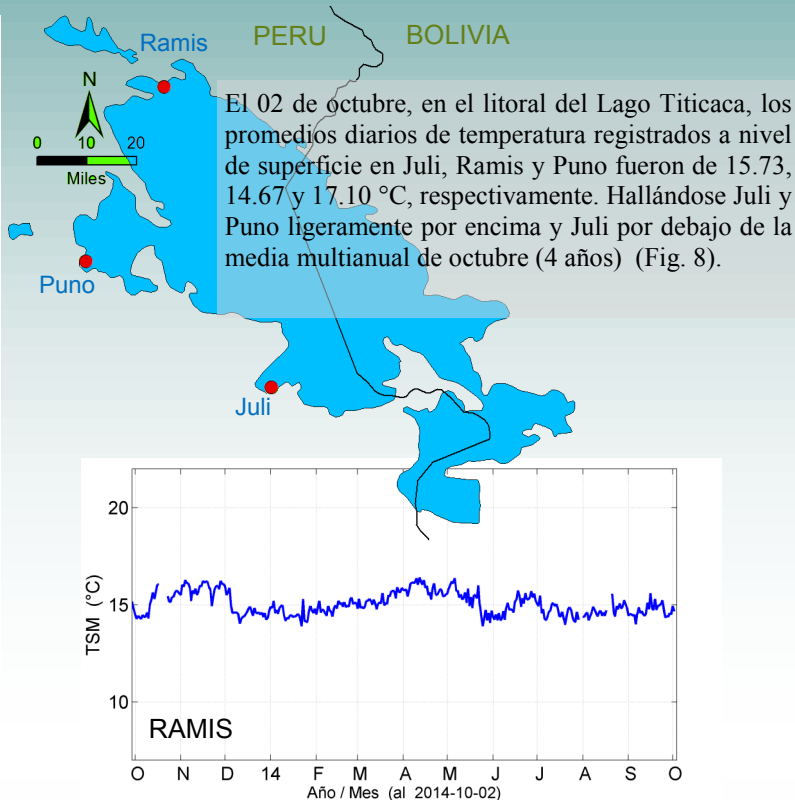 Ramis
PERU
BOLIVIA
N
0 10 20
Miles
El 02 de octubre, en el litoral del Lago Titicaca, los
promedios diarios de temperatura registrados a nivel
de superficie en Juli, Ramis y Puno fueron de 15.73,
14.67 y 17.10 °C, respectivamente. Hallándose Juli y
Puno ligeramente por encima y Juli por debajo de la
media multianual de octubre (4 años) (Fig. 8).
Puno
Juli
TSM (°C)
20
15
10
RAMIS
O N D 14 F M A M J J A S O
Año / Mes (al 2014-10-02)